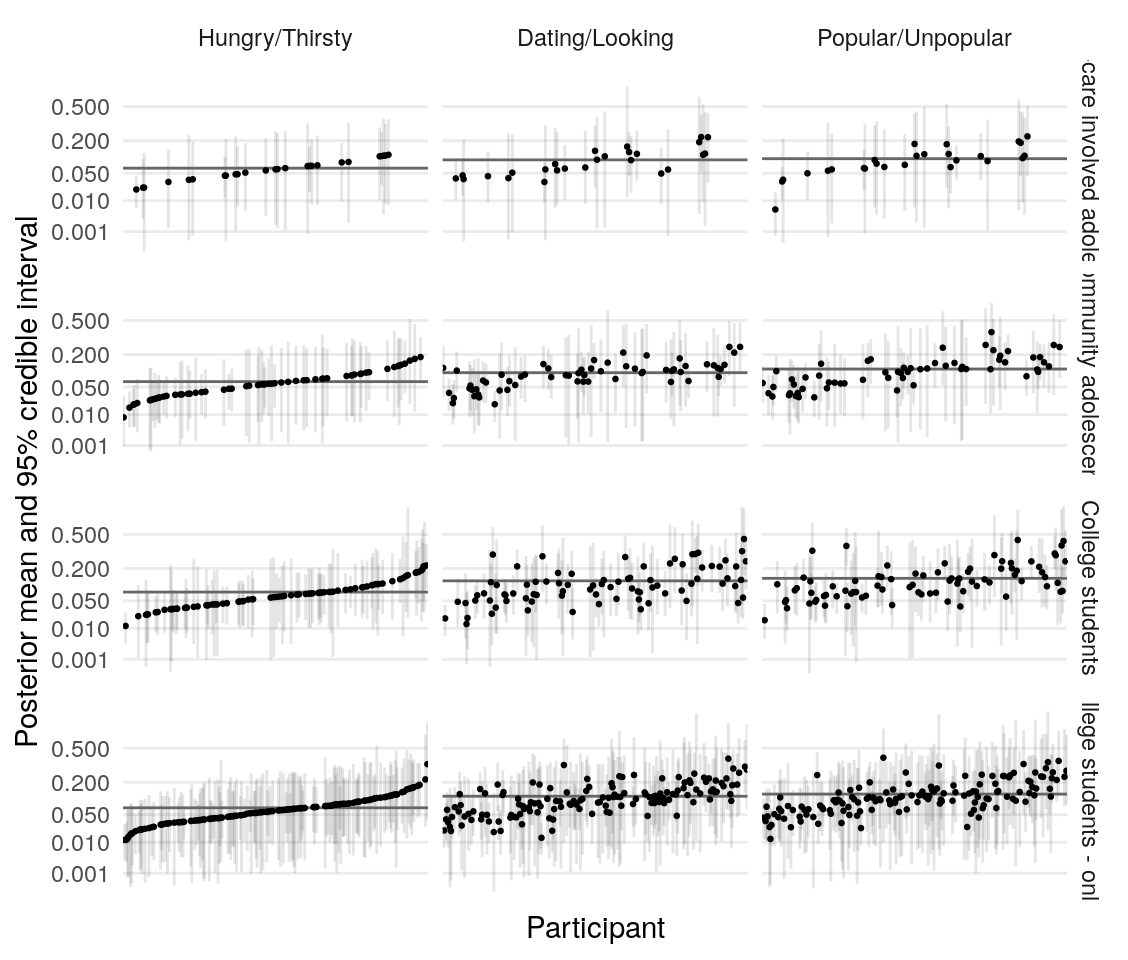 Hungry/Thirsty
Dating/Looking
Popular/Unpopular
0.500
0.200
0.050
0.010
0.001
care involved adole
0.500
0.200
0.050
0.010
0.001
mmunity adolescer
0.500
0.200
0.050
0.010
0.001
College students
0.500
0.200
0.050
0.010
0.001
llege students - onl
Posterior mean and 95% credible interval
Participant